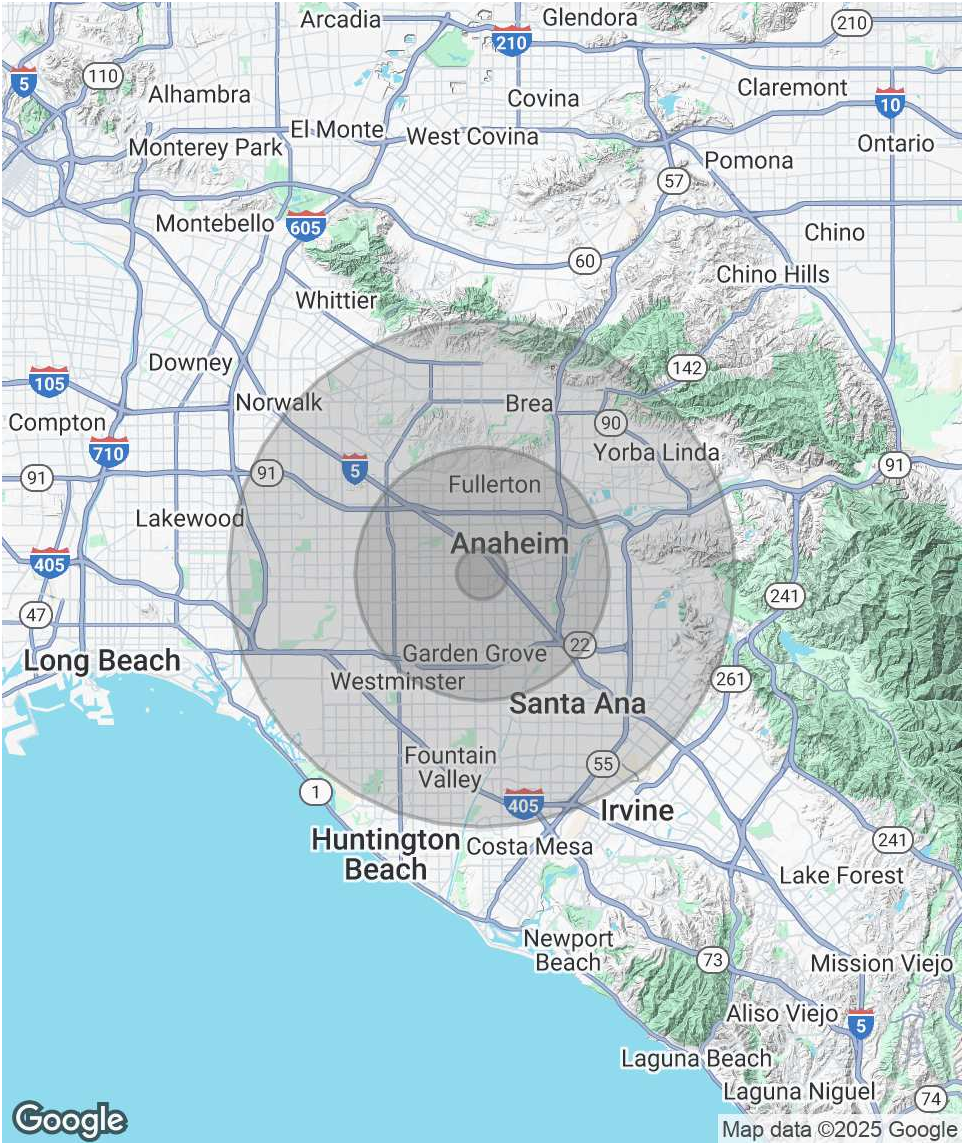 Arcadia
Glendora
210
210
5
110
Alhambra
Claremont
Covina
10
El Monte
West Covina
Monterey Park
Ontario
Pomona
57
Montebello
605
Chino
60
Chino Hills
Whittier
Downey
142
105
Norwalk
Brea
Compton
90
710
Yorba Linda
91
91
5
91
Fullerton
Lakewood
Anaheim
405
241
47
22
Garden Grove
Long Beach
Westminster
261
Santa Ana
Fountain
Valley
55
1
405
Irvine
Huntington
Beach
Costa Mesa
241
Lake Forest
Newport
Beach
73
Mission Viejo
Aliso Viejo
5
Laguna Beach
Laguna Niguel
74
Google
Map data ©2025 Google